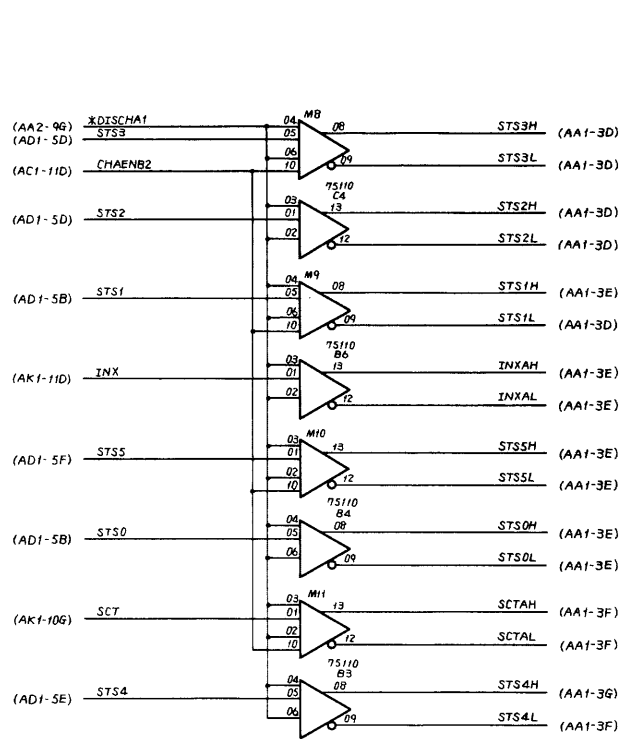 M8
(AA2-9G) *DISCHA1 04 08 STS3H (AA1-3D)
(AD1-5D) STS3 05
06 09 STS3L (AA1-3D)
(AC1-11D) CHAENB2 10
75110
C4
03 13 STS2H (AA1-3D)
(AD1-5D) STS2 01
02 12 STS2L (AA1-3D)
M9
04 08 STS1H (AA1-3E)
(AD1-5B) STS1 05
06 09 STS1L (AA1-3D)
10
75110
B6
03 13 INXAH (AA1-3E)
(AK1-11D) INX 01
02 12 INXAL (AA1-3E)
M10
03 13 STS5H (AA1-3E)
(AD1-5F) STS5 01
02 12 STS5L (AA1-3E)
10
75110
B4
04 08 STS0H (AA1-3E)
(AD1-5B) STS0 05
06 09 STS0L (AA1-3E)
M11
03 13 SCTAH (AA1-3F)
(AK1-10G) SCT 01
02 12 SCTAL (AA1-3F)
10
75110
B3
04 08 STS4H (AA1-3G)
(AD1-5E) STS4 05
06 09 STS4L (AA1-3F)